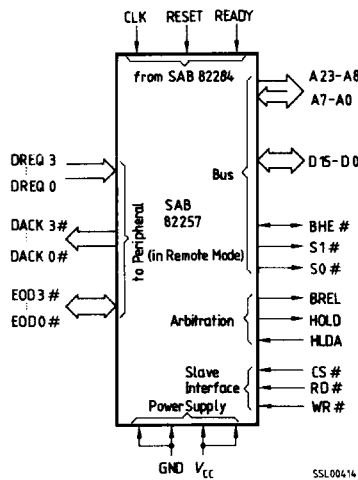 CLK RESET READY
from SAB 82284
A23-A8
A7-A0
Bus
D15-D0
DREQ 3
DREQ 0
SAB
82257
to Peripheral
DACK 3#
DACK 0#
(in Remote Mode)
BHE #
S1 #
S0 #
EOD3 #
EOD0 #
Arbitration
BREL
HOLD
HLDA
Slave
Interface
CS #
RD #
WR #
Power Supply
GND VCC
SSL00414